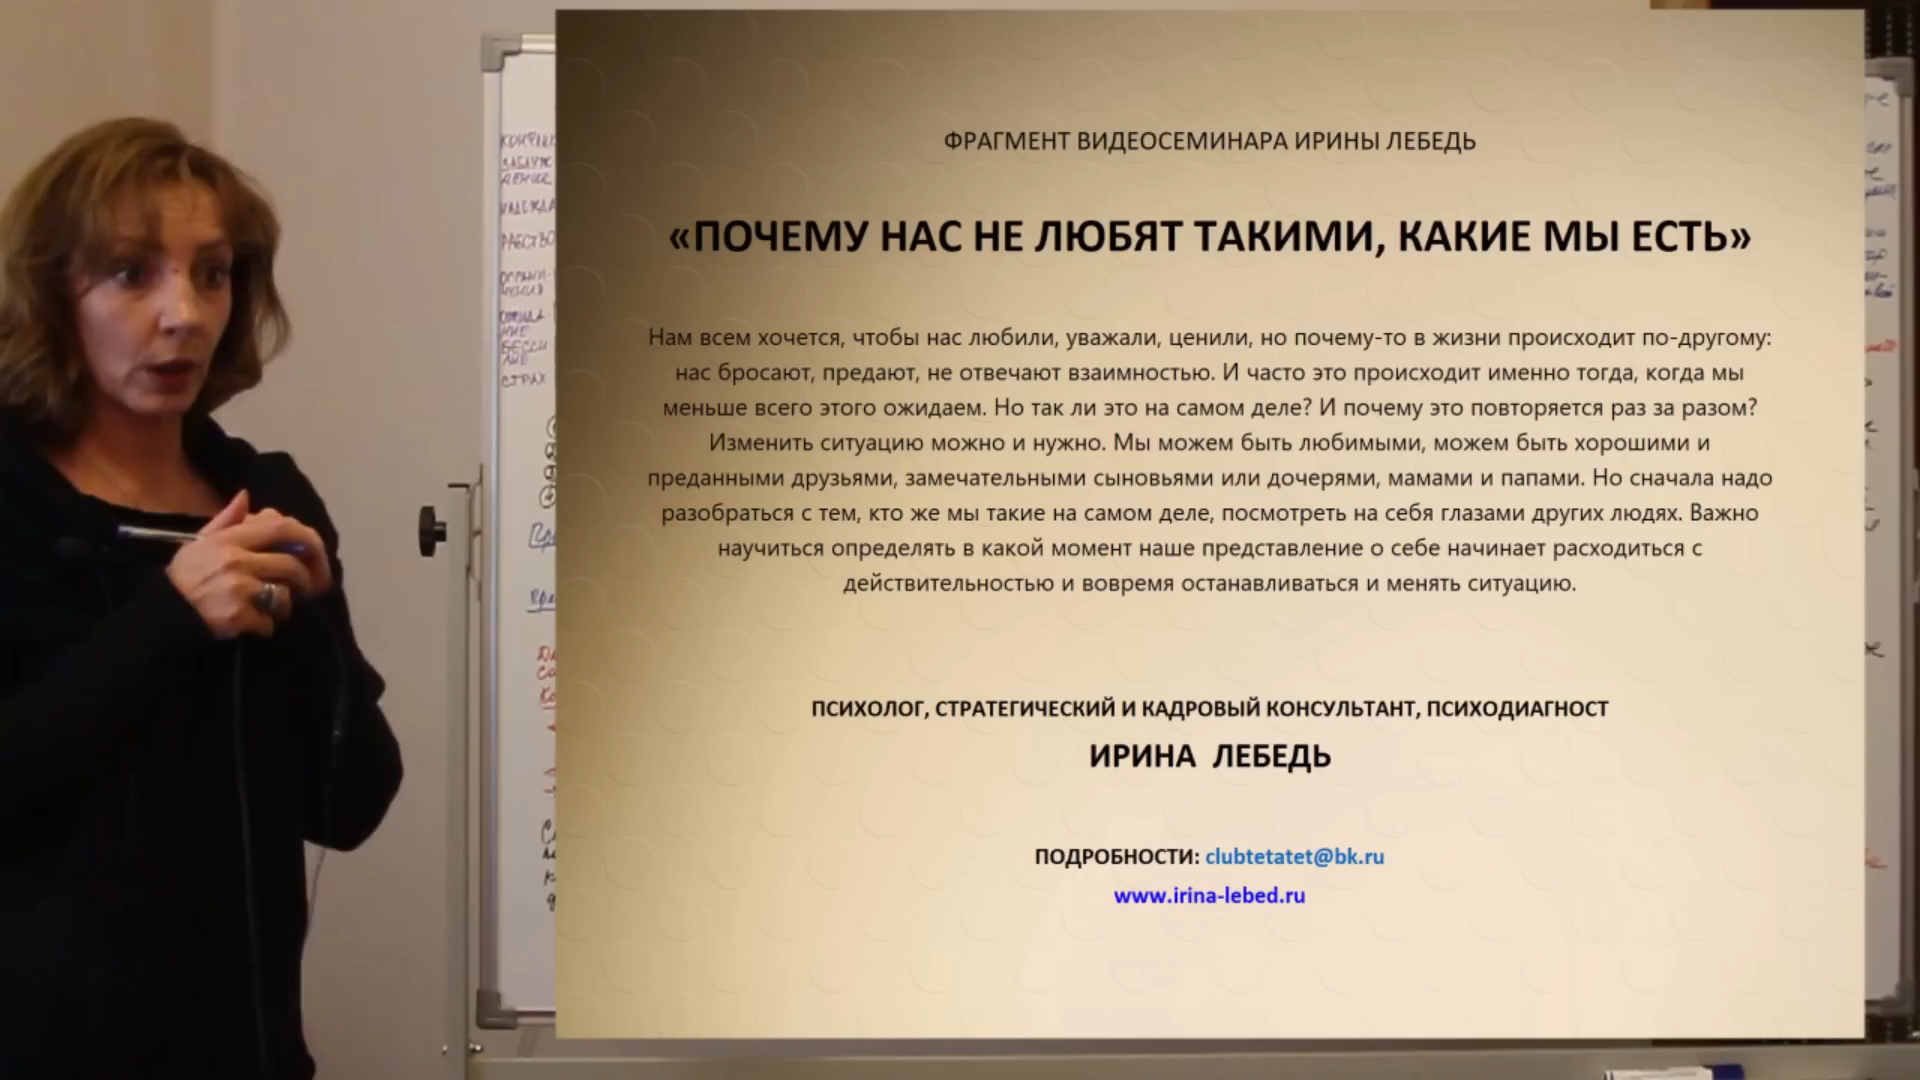 ФРАГМЕНТ ВИДЕОСЕМИНАРА ИРИНЫ ЛЕБЕДЬ
«ПОЧЕМУ НАС НЕ ЛЮБЯТ ТАКИМИ, КАКИЕ МЫ ЕСТЬ»
Нам всем хочется, чтобы нас любили, уважали, ценили, но почему-то в жизни происходит по-другому:
нас бросают, предают, не отвечают взаимностью. И часто это происходит именно тогда, когда мы
меньше всего этого ожидаем. Но так ли это на самом деле? И почему это повторяется раз за разом?
Изменить ситуацию можно и нужно. Мы можем быть любимыми, можем быть хорошими и
преданными друзьями, замечательными сыновьями или дочерями, мамами и папами. Но сначала надо
разобраться с тем, кто же мы такие на самом деле, посмотреть на себя глазами других людях. Важно
научиться определять в какой момент наше представление о себе начинает расходиться с
действительностью и вовремя останавливаться и менять ситуацию.
ПСИХОЛОГ, СТРАТЕГИЧЕСКИЙ И КАДРОВЫЙ КОНСУЛЬТАНТ, ПСИХОДИАГНОСТ
ИРИНА ЛЕБЕДЬ
ПОДРОБНОСТИ: clubtetatet@bk.ru
www.irina-lebed.ru
НАДЕЖДА
РАБСТВО
СТРАХ